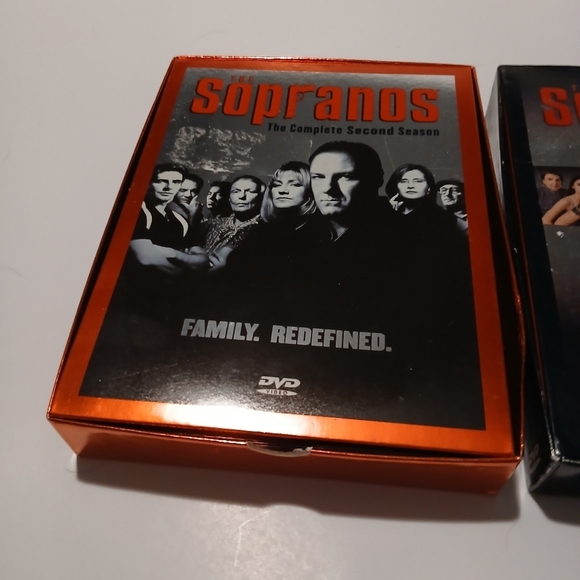 THE
Sopranos
The Complete Second Season
FAMILY. REDEFINED.
DVD
VIDEO
S